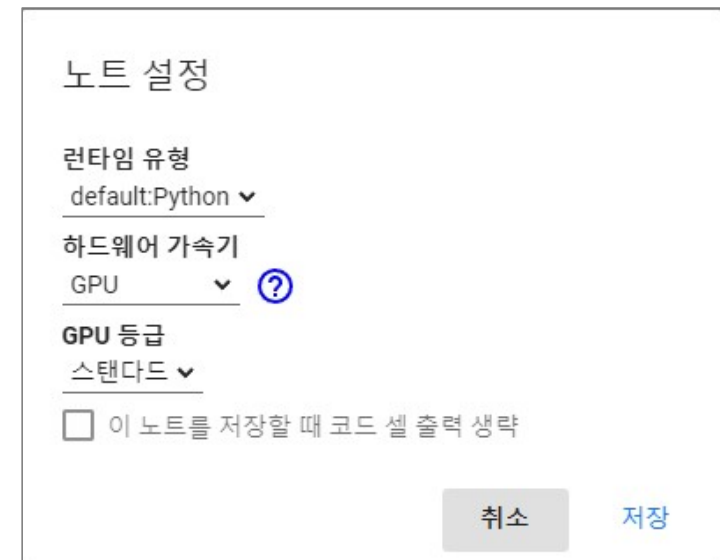 노트 설정
런타임 유형
default:Python
하드웨어 가속기
GPU ?
GPU 등급
스탠다드
이 노트를 저장할 때 코드 셀 출력 생략
취소 저장